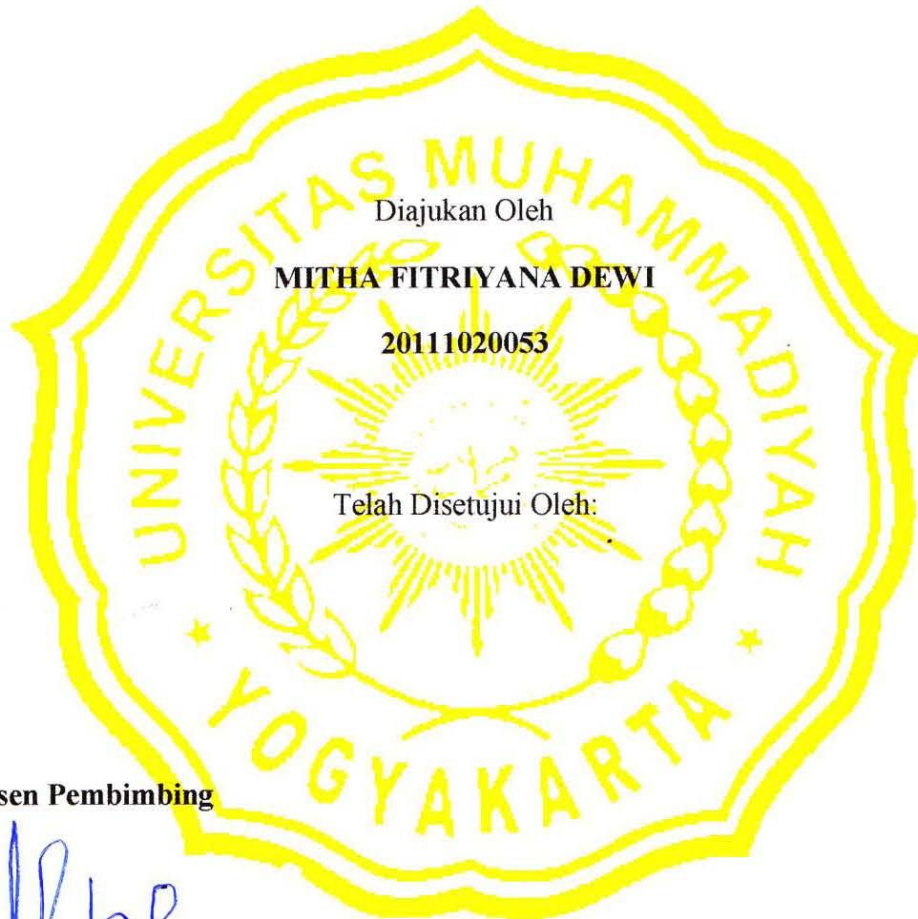 UNIVERSITAS MUHAMMADIYAH
Diajukan Oleh
MITHA FITRIYANA DEWI
20111020053
Telah Disetujui Oleh:
YOGYAKARTA
sen Pembimbing